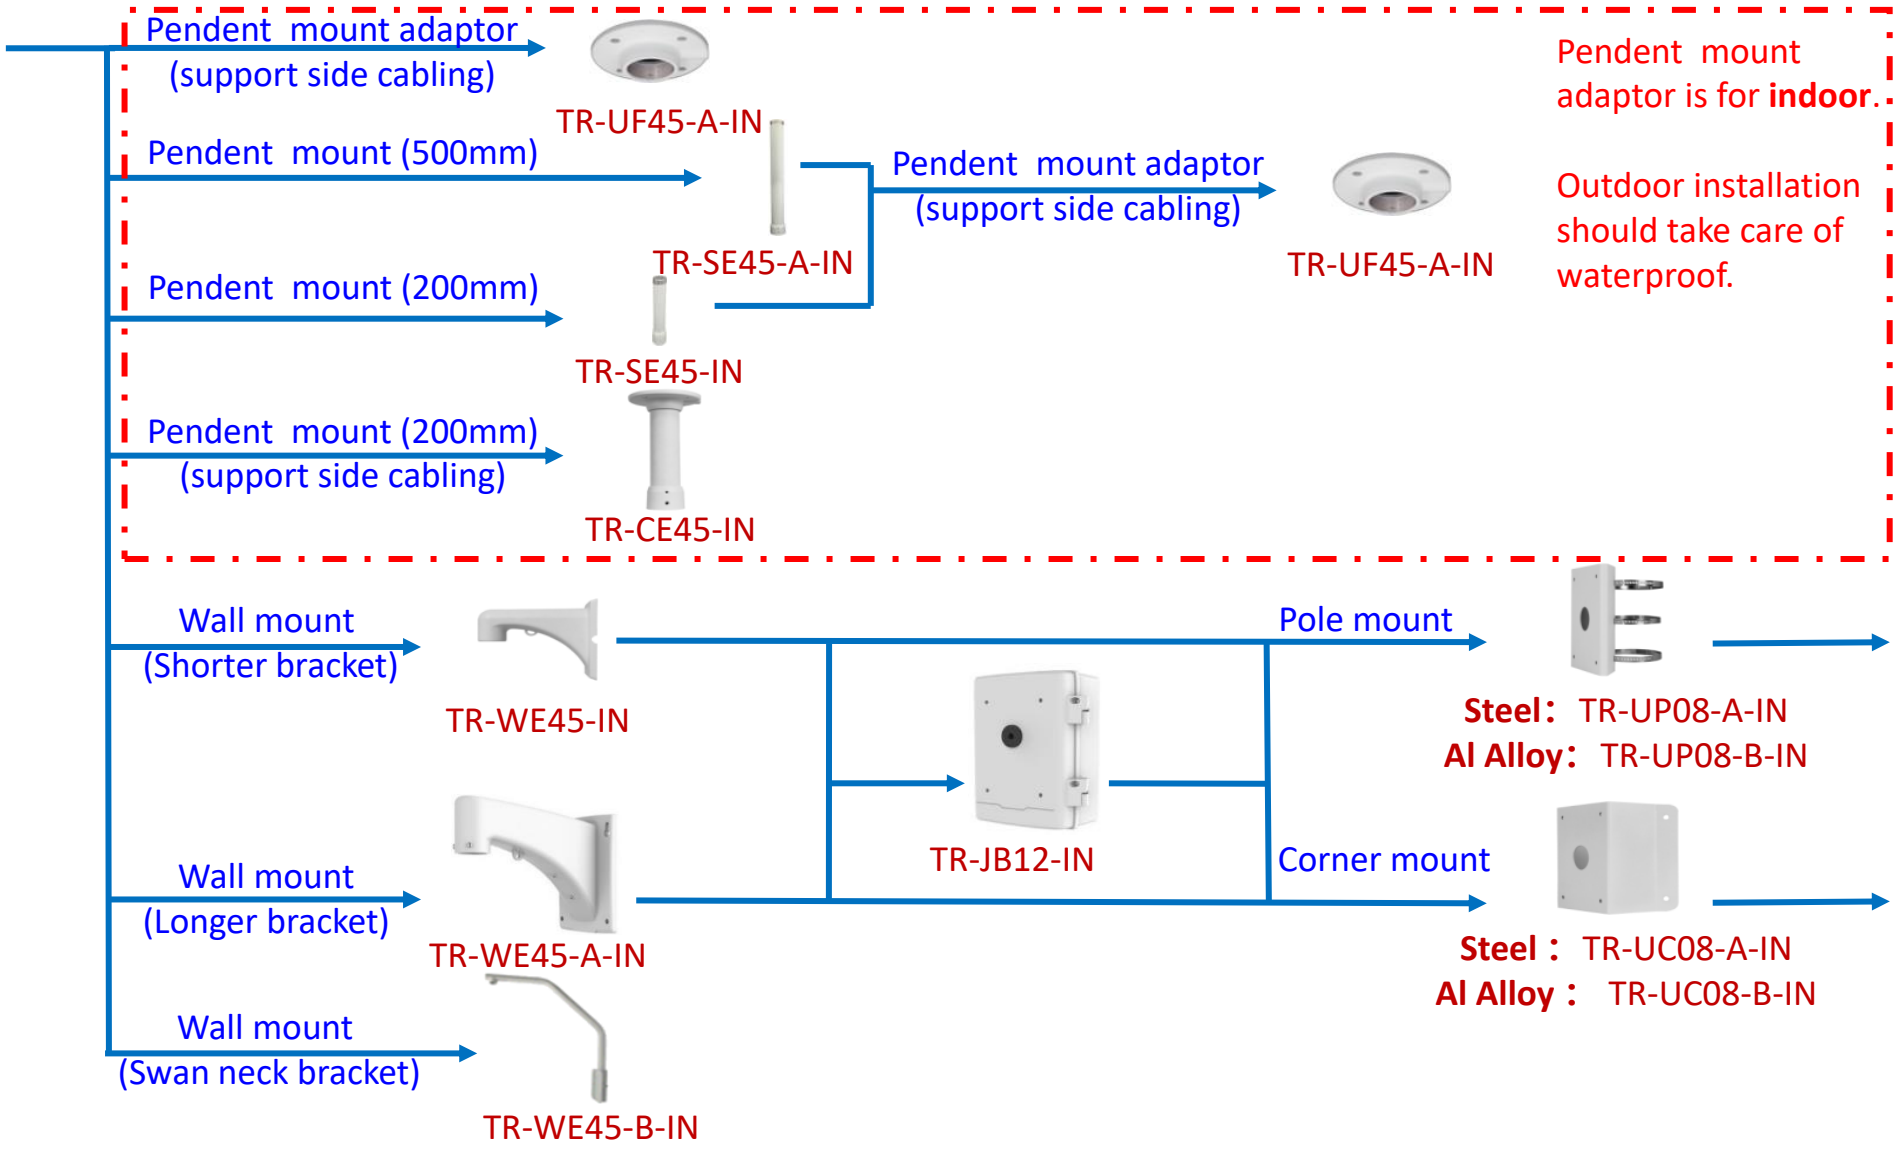 Pendent mount adaptor
(support side cabling)
TR-UF45-A-IN
Pendent mount
adaptor is for indoor.
Outdoor installation
should take care of
waterproof.
Pendent mount (500mm)
TR-SE45-A-IN
Pendent mount adaptor
(support side cabling)
TR-UF45-A-IN
Pendent mount (200mm)
TR-SE45-IN
Pendent mount (200mm)
(support side cabling)
TR-CE45-IN
Wall mount
(Shorter bracket)
TR-WE45-IN
Pole mount
Steel： TR-UP08-A-IN
Al Alloy： TR-UP08-B-IN
TR-JB12-IN
Wall mount
(Longer bracket)
TR-WE45-A-IN
Corner mount
Steel： TR-UC08-A-IN
Al Alloy： TR-UC08-B-IN
Wall mount
(Swan neck bracket)
TR-WE45-B-IN